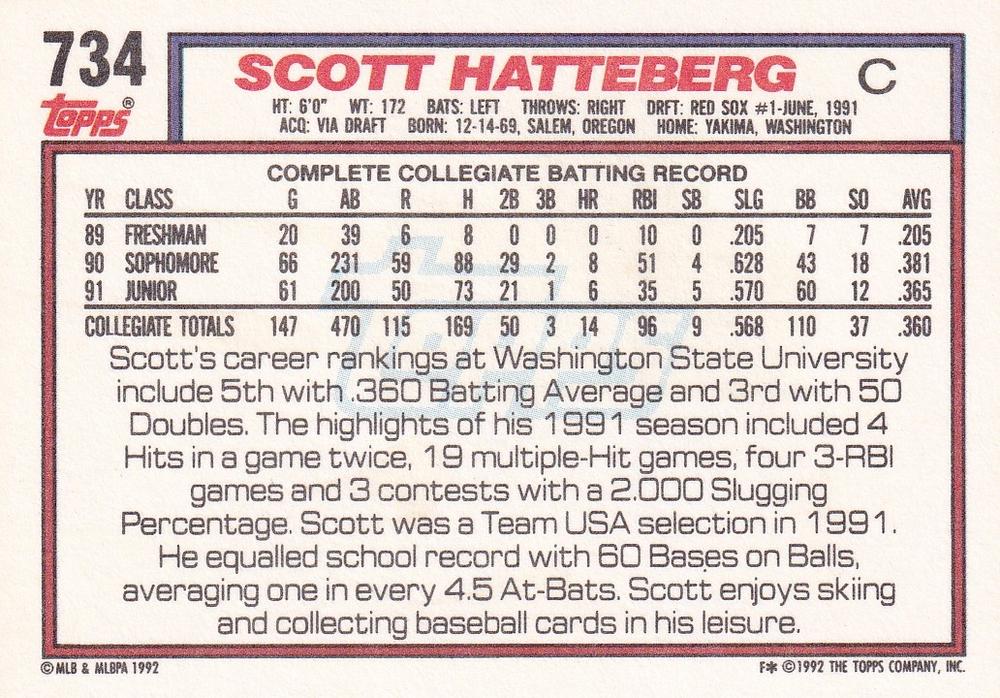 734
Topps®
SCOTT HATTEBERG C
HT: 6'0" WT: 172 BATS: LEFT THROWS: RIGHT DRFT: RED SOX #1-JUNE, 1991
ACQ: VIA DRAFT BORN: 12-14-69, SALEM, OREGON HOME: YAKIMA, WASHINGTON
COMPLETE COLLEGIATE BATTING RECORD
YR CLASS G AB R H 2B 3B HR RBI SB SLG BB SO AVG
89 FRESHMAN 20 39 6 8 0 0 0 10 0 .205 7 7 .205
90 SOPHOMORE 66 231 59 88 29 2 8 51 4 .628 43 18 .381
91 JUNIOR 61 200 50 73 21 1 6 35 5 .570 60 12 .365
COLLEGIATE TOTALS 147 470 115 169 50 3 14 96 9 .568 110 37 .360
Scott's career rankings at Washington State University
include 5th with .360 Batting Average and 3rd with 50
Doubles. The highlights of his 1991 season included 4
Hits in a game twice, 19 multiple-Hit games, four 3-RBI
games and 3 contests with a 2.000 Slugging
Percentage. Scott was a Team USA selection in 1991.
He equalled school record with 60 Bases on Balls,
averaging one in every 4.5 At-Bats. Scott enjoys skiing
and collecting baseball cards in his leisure.
© MLB & MLBPA 1992
F✱ © 1992 THE TOPPS COMPANY, INC.